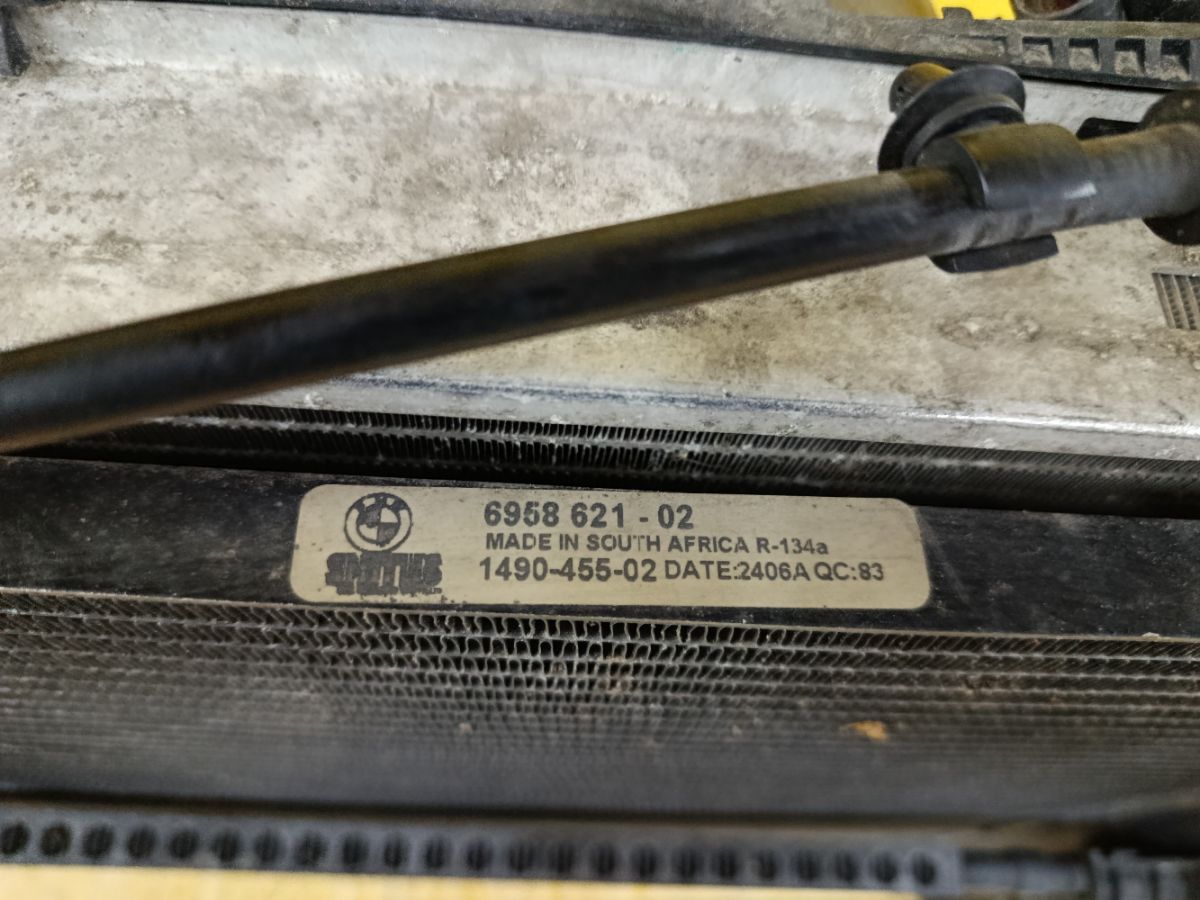 6958 621 - 02
MADE IN SOUTH AFRICA R-134a
1490-455-02 DATE:2406A QC:83